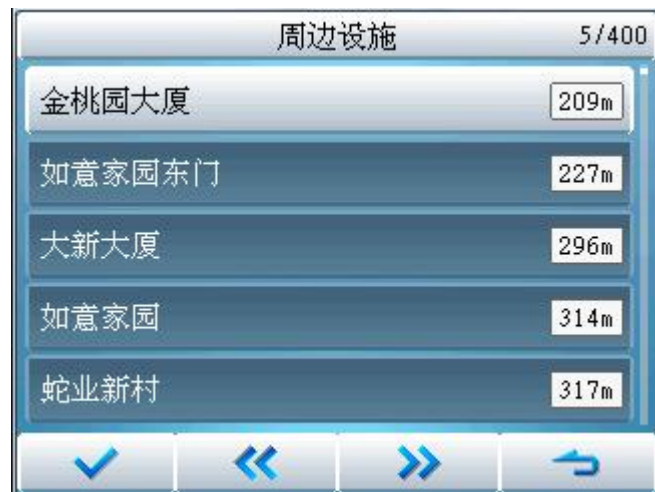 周边设施 5/400
金桃园大厦 209m
如意家园东门 227m
大新大厦 296m
如意家园 314m
蛇业新村 317m